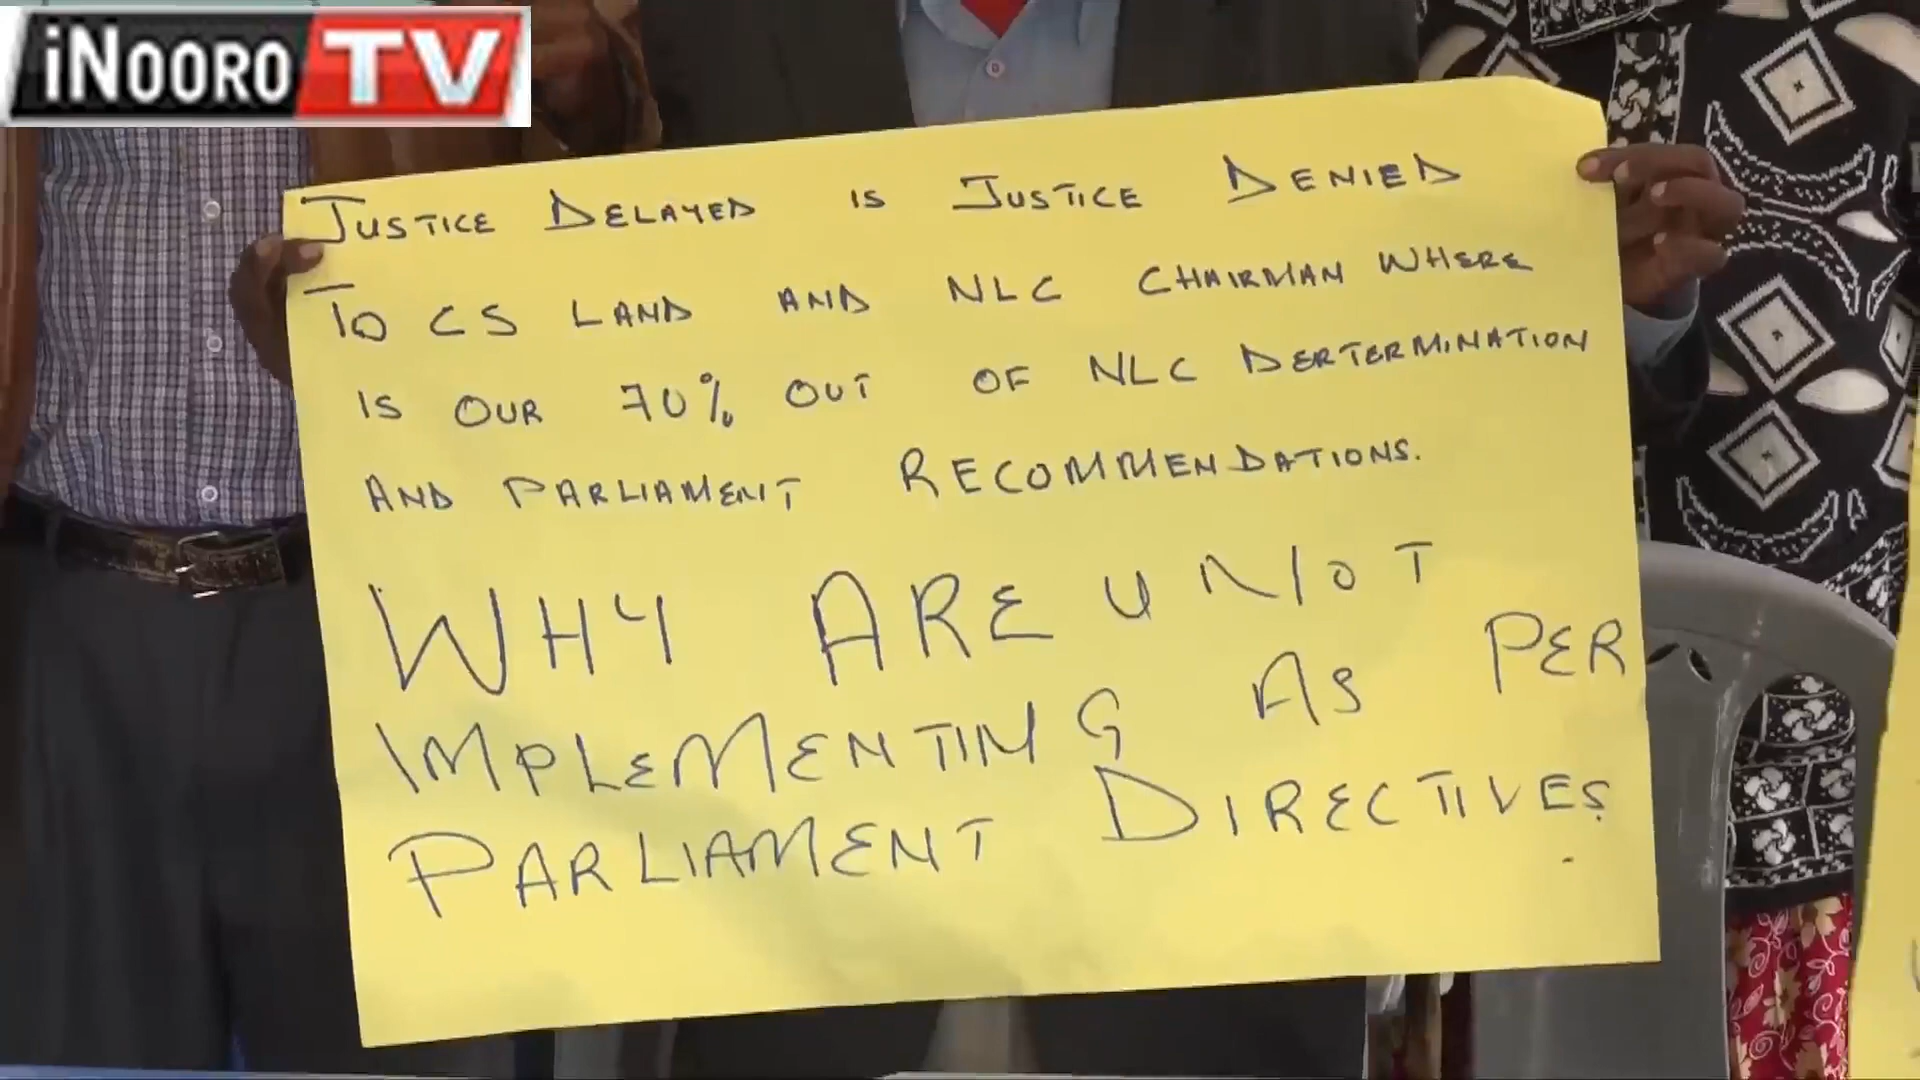 iNOORO TV
JUSTICE DELAYED IS JUSTICE DENIED
TO CS LAND AND NLC CHAIRMAN WHERE
IS OUR 70% OUT OF NLC DERTERMINATION
AND PARLIAMENT RECOMMENDATIONS.
WHY ARE U NOT
IMPLEMENTING AS PER
PARLIAMENT DIRECTIVES.